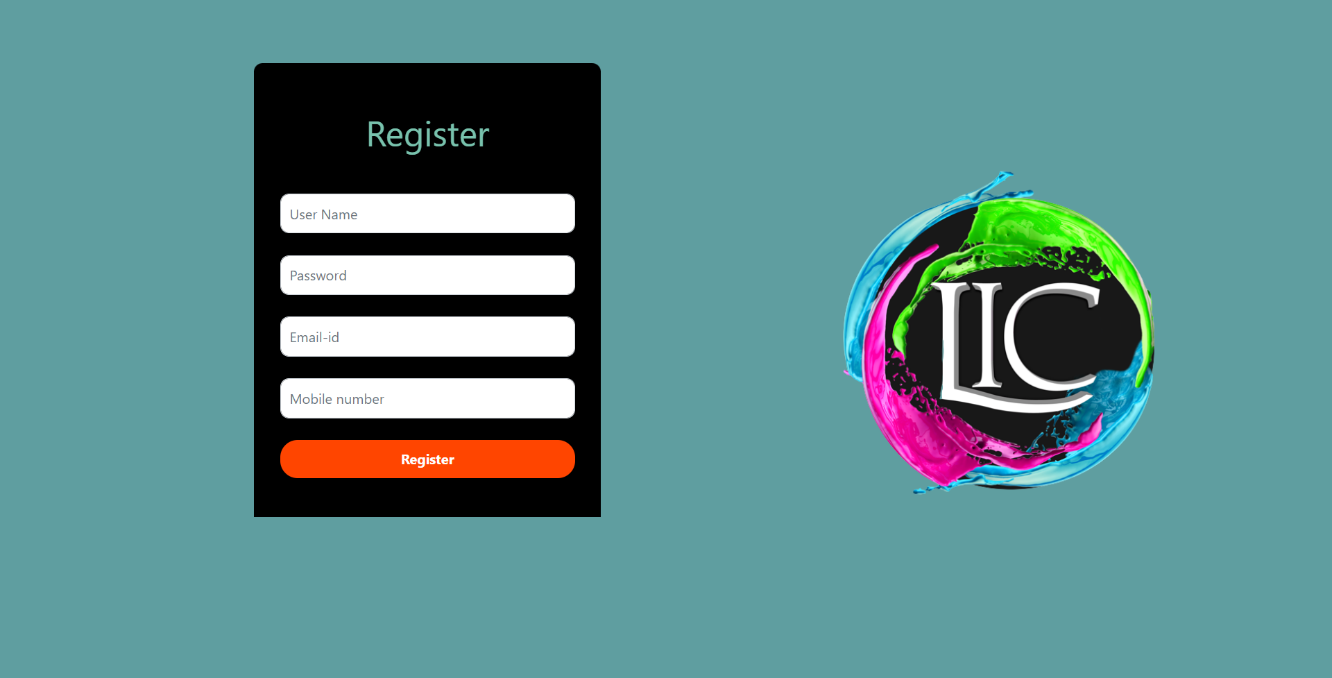 Register
User Name
Password
Email-id
Mobile number
Register
LIC